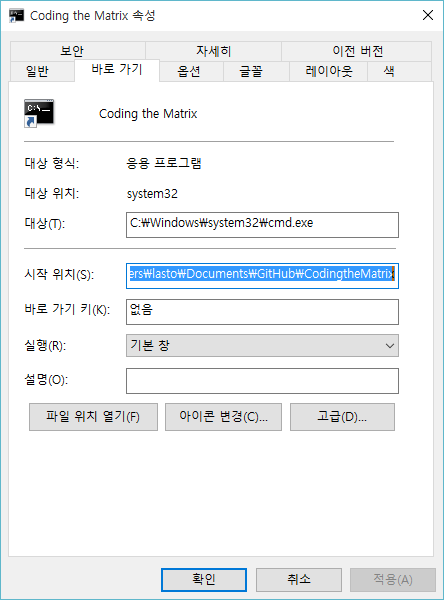 Coding the Matrix 속성
보안 자세히 이전 버전
일반 바로 가기 옵션 글꼴 레이아웃 색
C:\
Coding the Matrix
대상 형식: 응용 프로그램
대상 위치: system32
대상(T): C:₩Windows₩system32₩cmd.exe
시작 위치(S): ers₩lasto₩Documents₩GitHub₩CodingtheMatrix
바로 가기 키(K): 없음
실행(R): 기본 창
설명(O):
파일 위치 열기(F) 아이콘 변경(C)... 고급(D)...
확인 취소 적용(A)